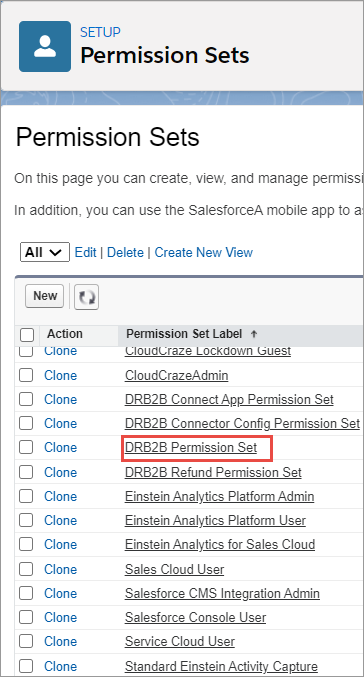 SETUP
Permission Sets
Permission Sets
On this page you can create, view, and manage permissi
In addition, you can use the SalesforceA mobile app to as
All Edit | Delete | Create New View
New
Action Permission Set Label ↑
Clone CloudCraze Lockdown Guest
Clone CloudCrazeAdmin
Clone DRB2B Connect App Permission Set
Clone DRB2B Connector Config Permission Set
Clone DRB2B Permission Set
Clone DRB2B Refund Permission Set
Clone Einstein Analytics Platform Admin
Clone Einstein Analytics Platform User
Clone Einstein Analytics for Sales Cloud
Clone Sales Cloud User
Clone Salesforce CMS Integration Admin
Clone Salesforce Console User
Clone Service Cloud User
Clone Standard Einstein Activity Capture